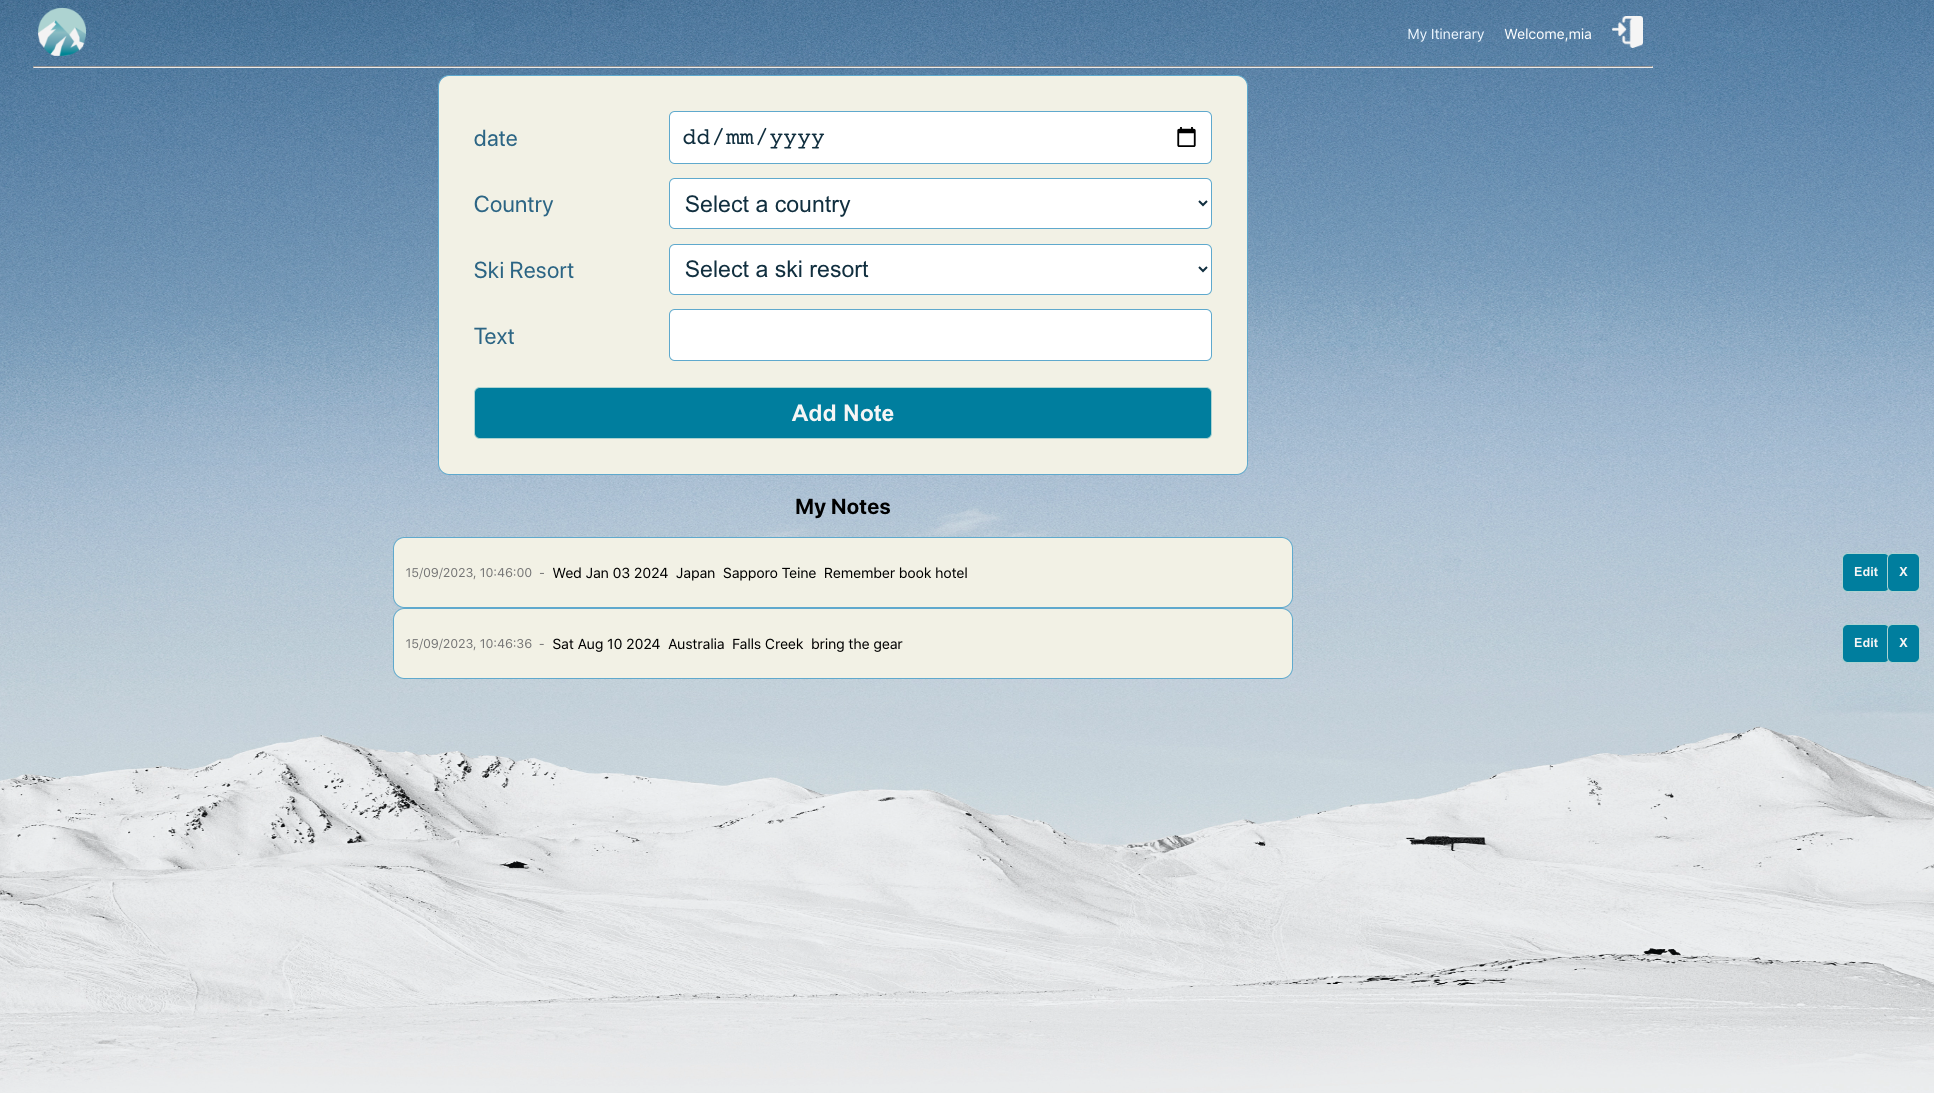 My Itinerary Welcome,mia
date dd/mm/yyyy
Country Select a country
Ski Resort Select a ski resort
Text
Add Note
My Notes
15/09/2023, 10:46:00 - Wed Jan 03 2024 Japan Sapporo Teine Remember book hotel Edit X
15/09/2023, 10:46:36 - Sat Aug 10 2024 Australia Falls Creek bring the gear Edit X